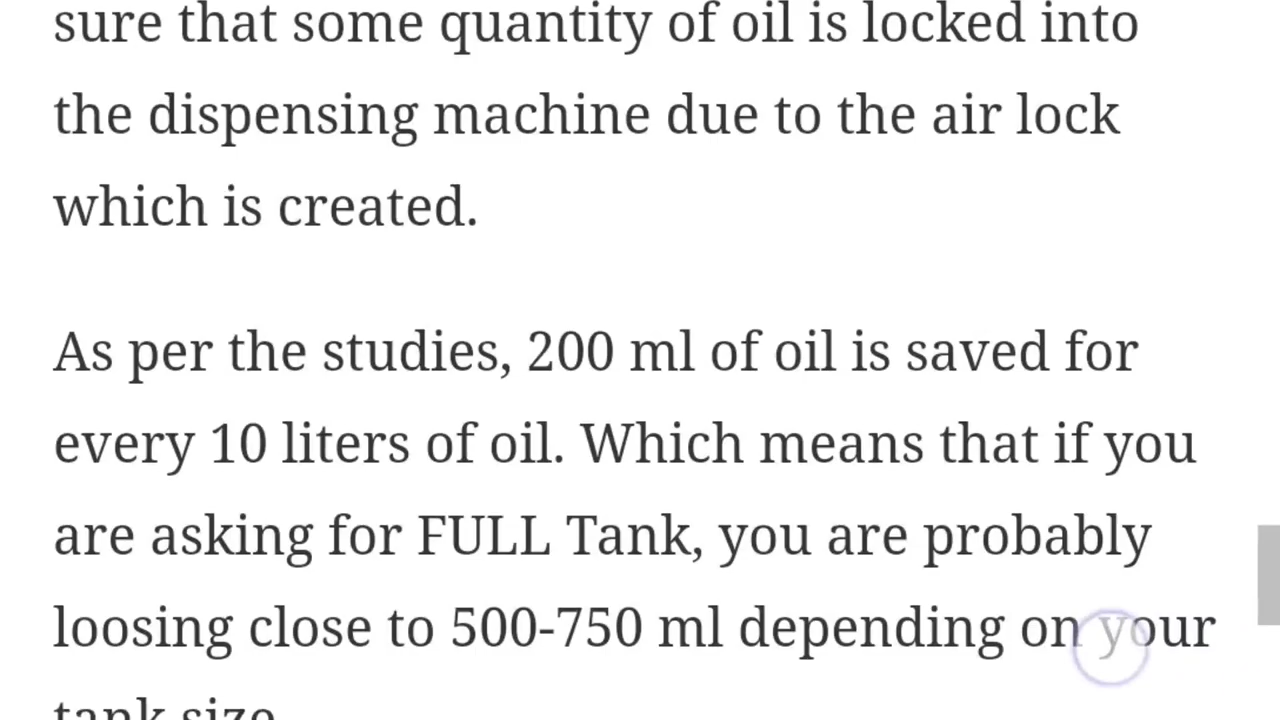 sure that some quantity of oil is locked into
the dispensing machine due to the air lock
which is created.
As per the studies, 200 ml of oil is saved for
every 10 liters of oil. Which means that if you
are asking for FULL Tank, you are probably
loosing close to 500-750 ml depending on your
tank size